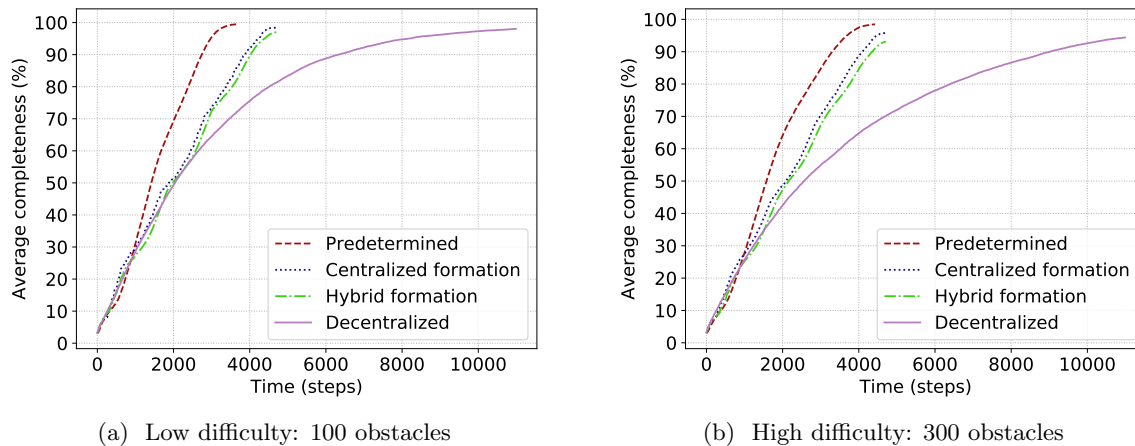 100
90
80
70
60
50
40
30
20
10
0
Average completeness (%)
Predetermined
Centralized formation
Hybrid formation
Decentralized
0 2000 4000 6000 8000 10000
Time (steps)
(a) Low difficulty: 100 obstacles
100
90
80
70
60
50
40
30
20
10
0
Average completeness (%)
Predetermined
Centralized formation
Hybrid formation
Decentralized
0 2000 4000 6000 8000 10000
Time (steps)
(b) High difficulty: 300 obstacles